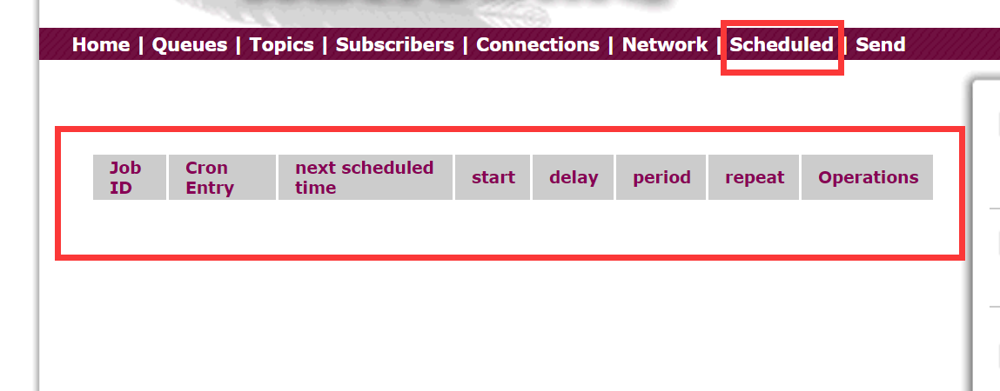 Home | Queues | Topics | Subscribers | Connections | Network | Scheduled | Send
Job ID
Cron Entry
next scheduled time
start
delay
period
repeat
Operations